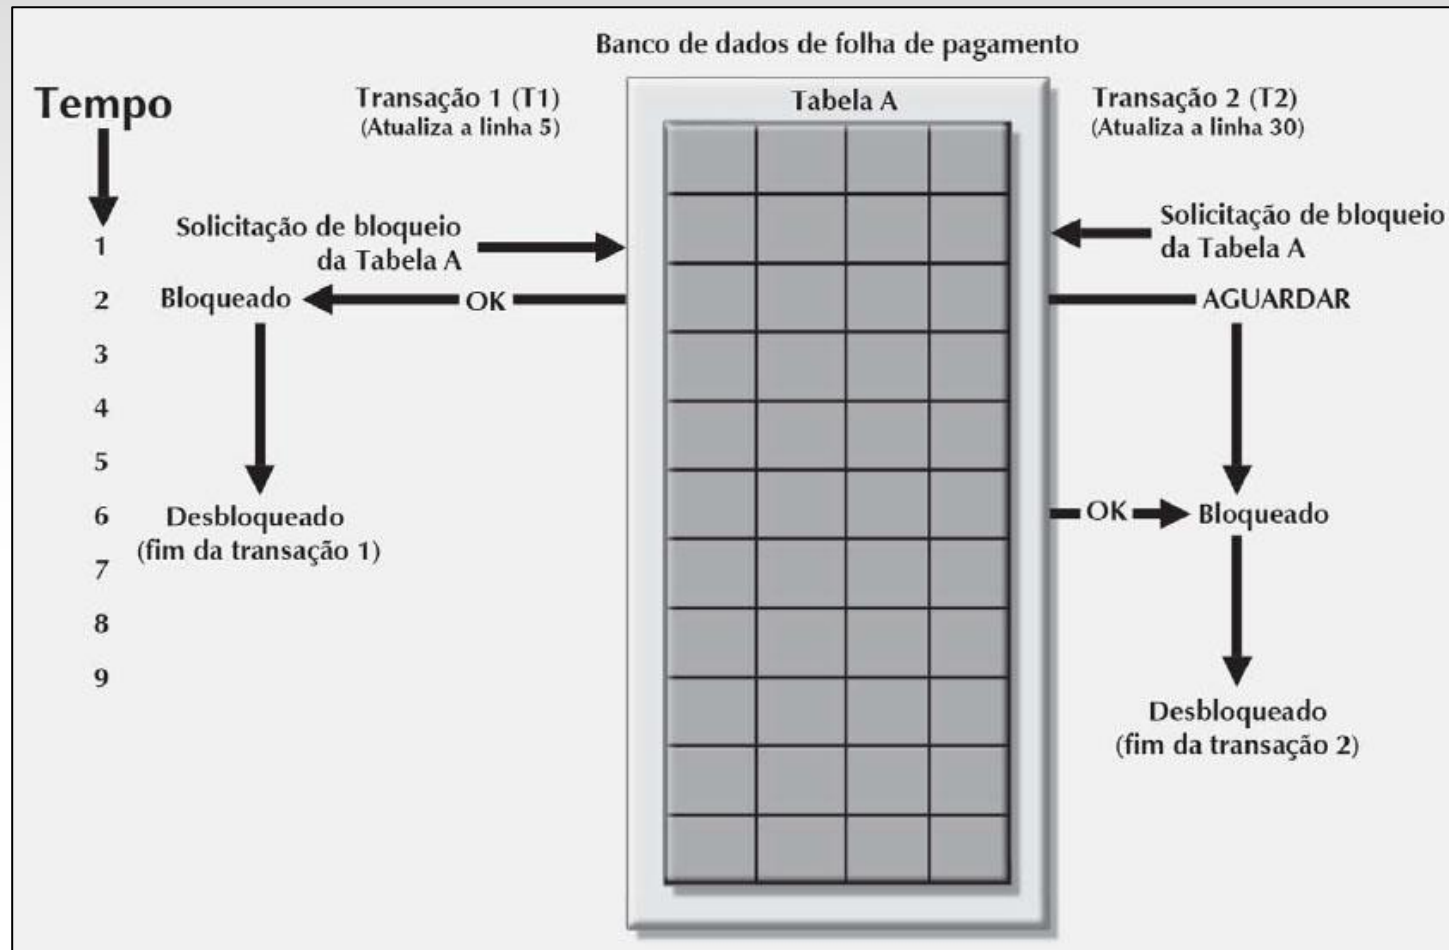 Banco de dados de folha de pagamento
Tempo
Transação 1 (T1)
(Atualiza a linha 5)
Tabela A
Transação 2 (T2)
(Atualiza a linha 30)
1
Solicitação de bloqueio
da Tabela A
Solicitação de bloqueio
da Tabela A
2
Bloqueado
OK
AGUARDAR
3
4
5
6
Desbloqueado
(fim da transação 1)
OK
Bloqueado
7
8
9
Desbloqueado
(fim da transação 2)